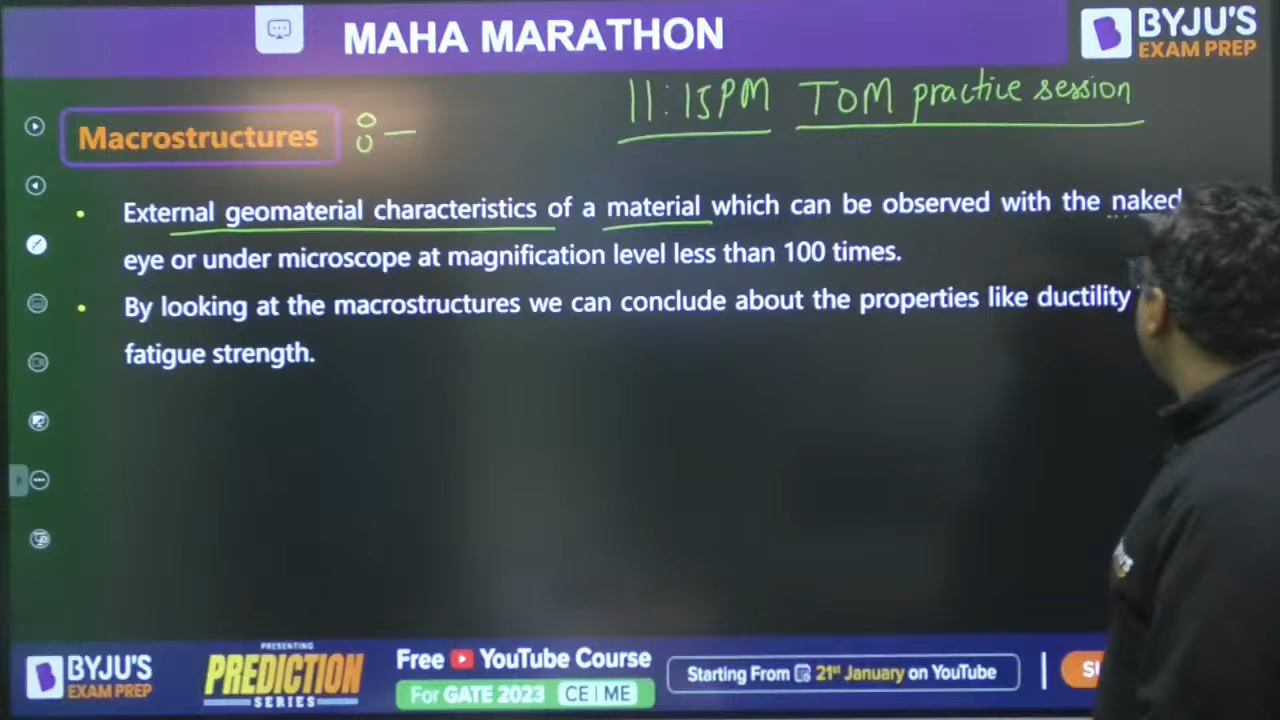 MAHA MARATHON
BYJU'S
EXAM PREP
11:15PM TOM practice session
Macrostructures
External geomaterial characteristics of a material which can be observed with the naked
eye or under microscope at magnification level less than 100 times.
By looking at the macrostructures we can conclude about the properties like ductility
fatigue strength.
BYJU'S
EXAM PREP
PRESENTING
PREDICTION
SERIES
Free YouTube Course
For GATE 2023 CE | ME
Starting From 21st January on YouTube